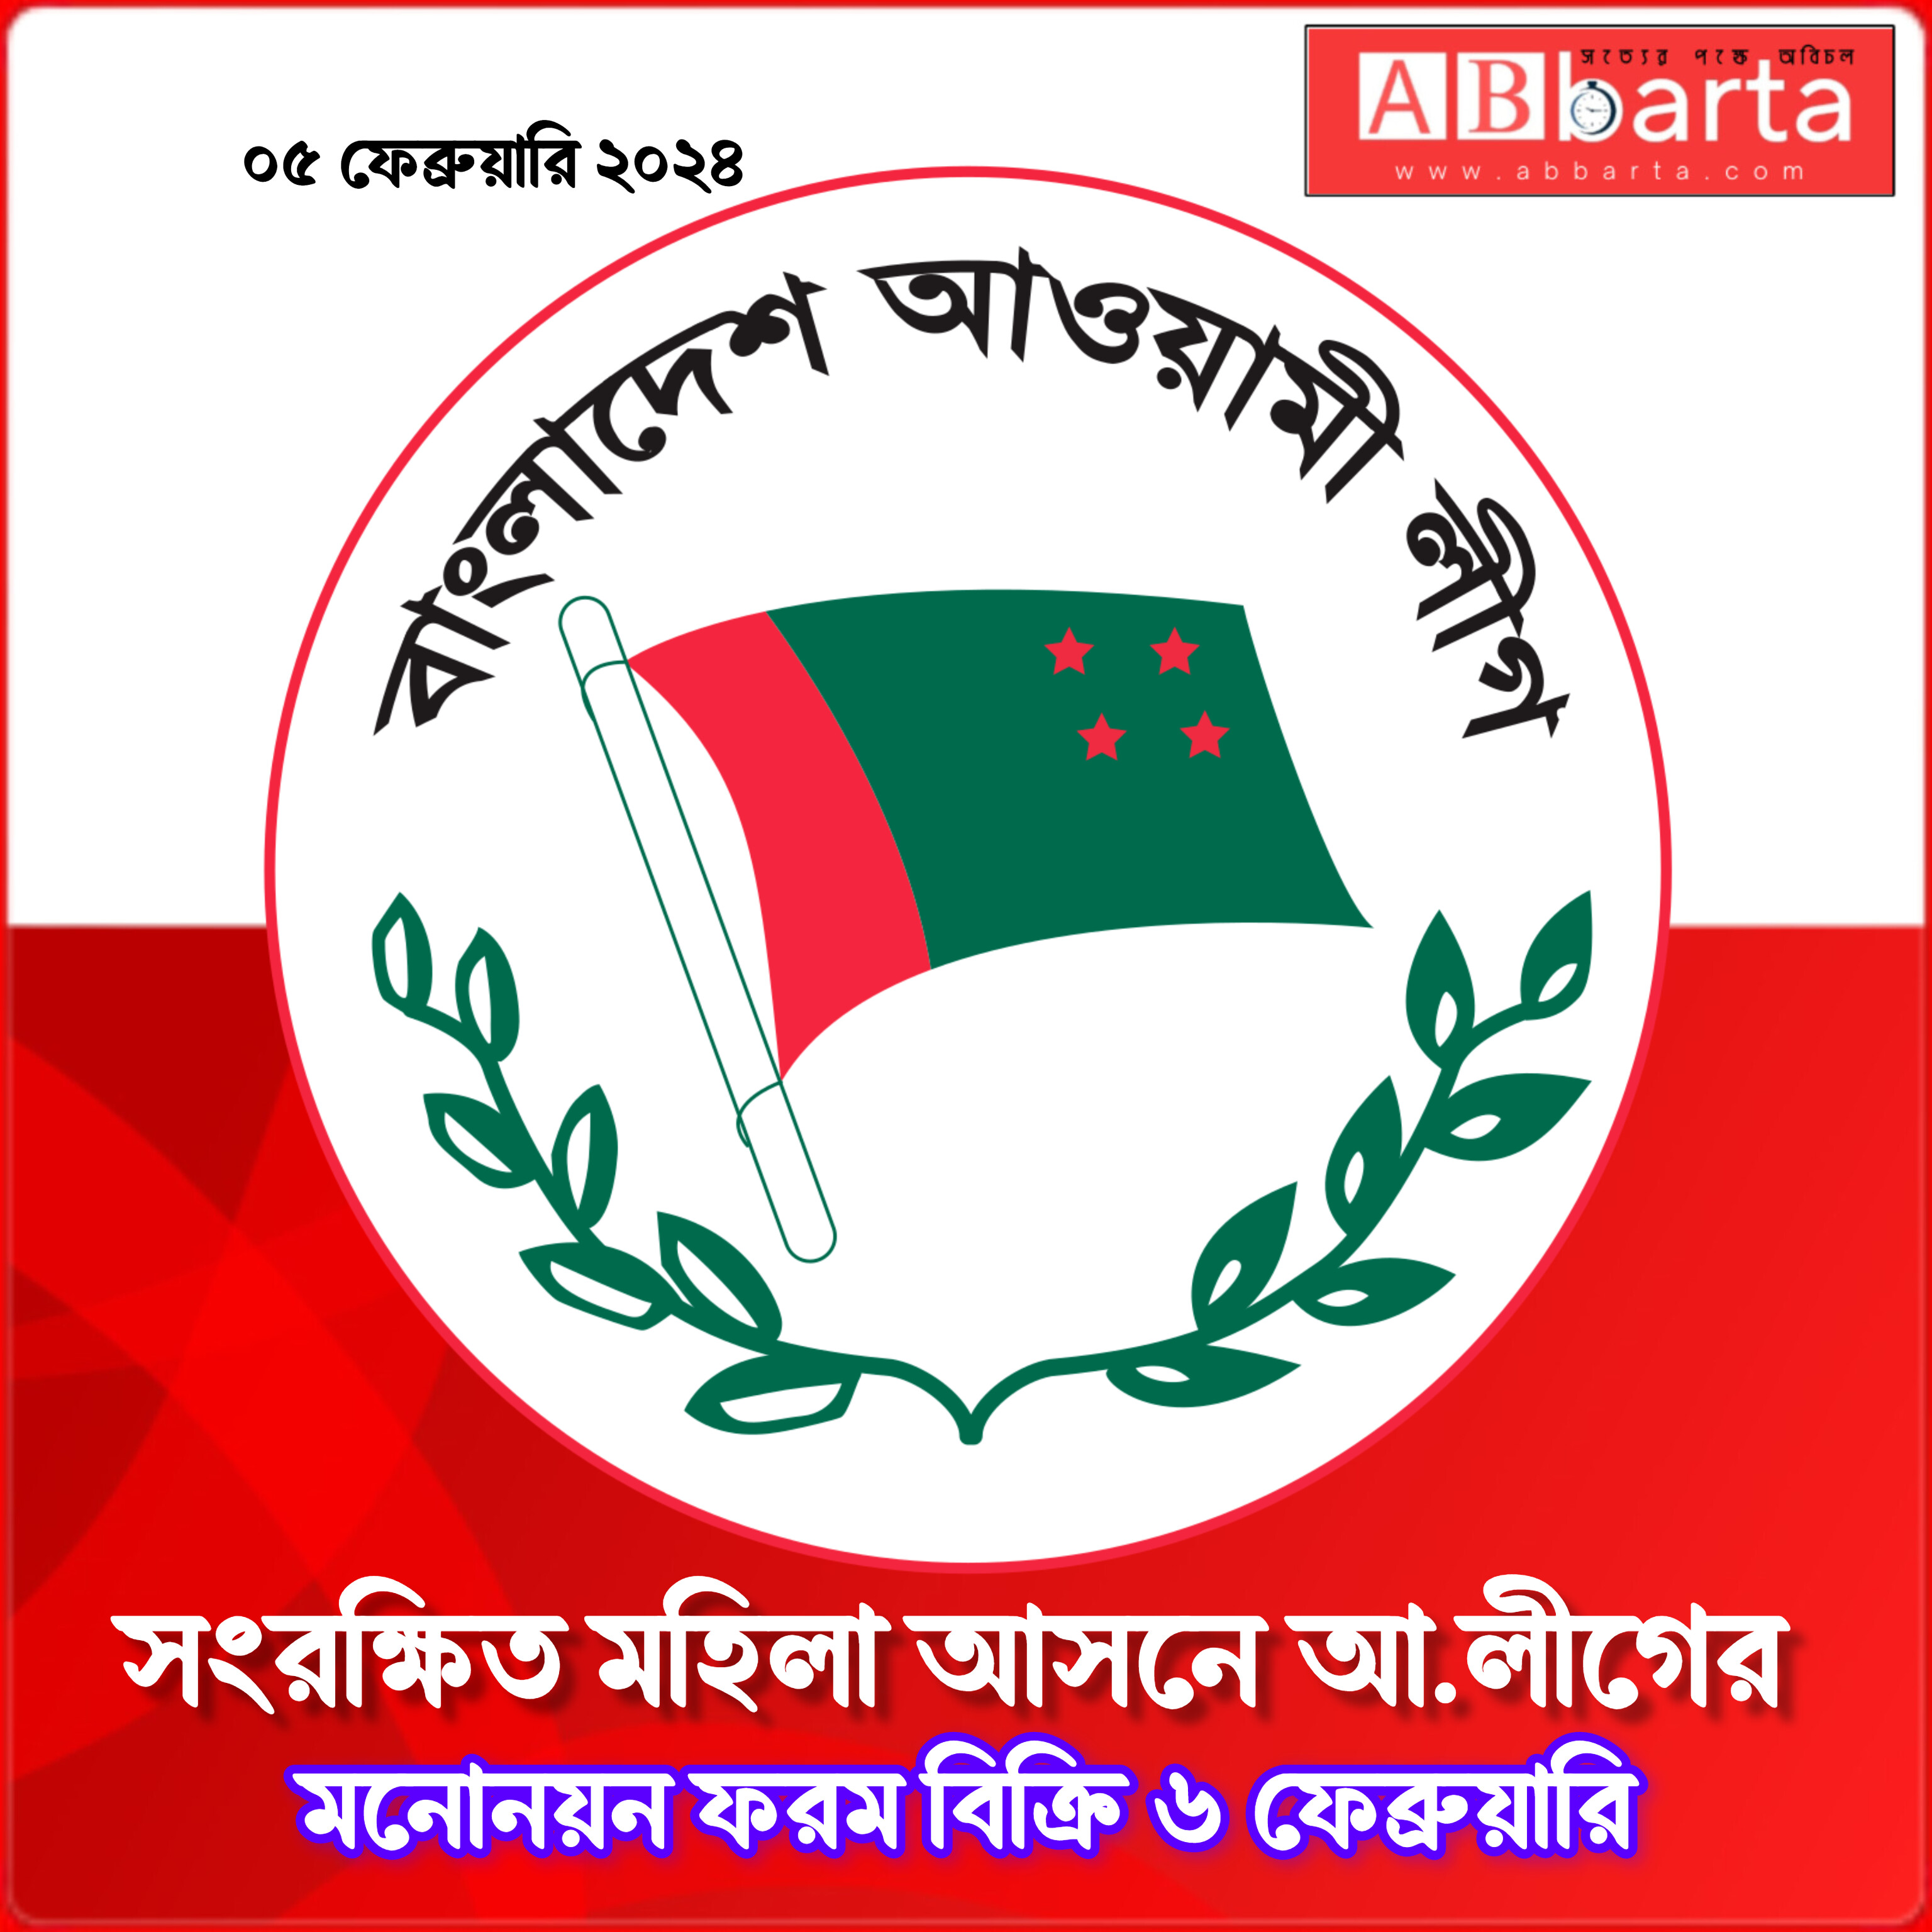 সত্যের পক্ষে অবিচল
ABbarta
www.abbarta.com
০৫ ফেব্রুয়ারি ২০২৪
বাংলাদেশ আওয়ামী লীগ
সংরক্ষিত মহিলা আসনে আ.লীগের
মনোনয়ন ফরম বিক্রি ৬ ফেব্রুয়ারি